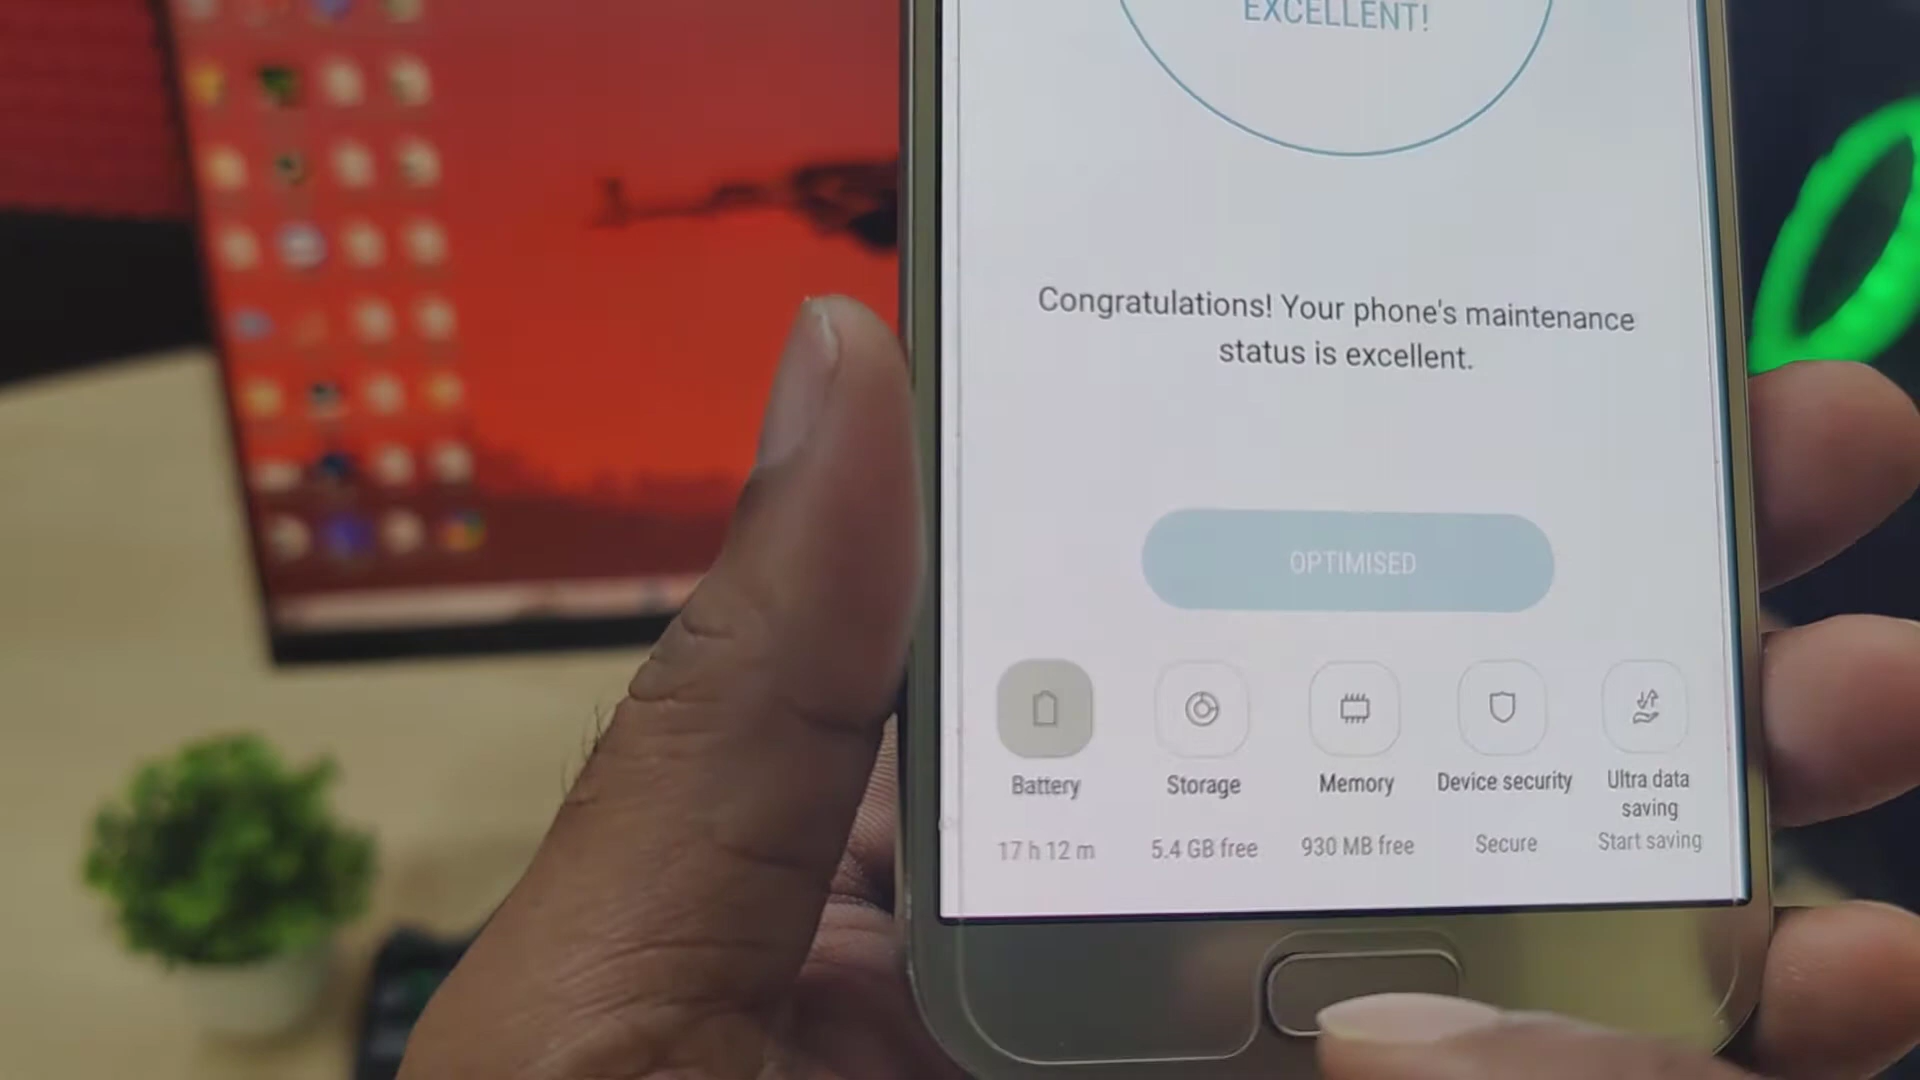 EXCELLENT!
Congratulations! Your phone's maintenance
status is excellent.
OPTIMISED
Battery
17 h 12 m
Storage
5.4 GB free
Memory
930 MB free
Device security
Secure
Ultra data
saving
Start saving